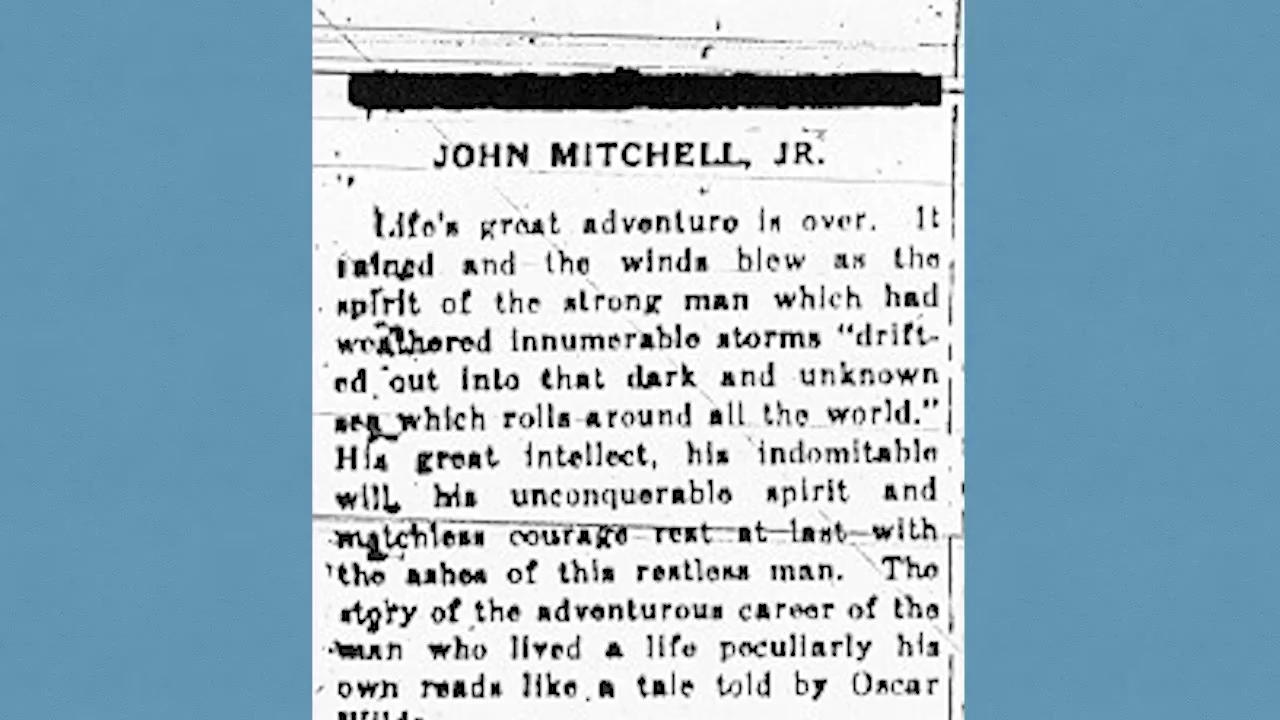 JOHN MITCHELL, JR.
Life's great adventure is over. It
rained and the winds blew as the
spirit of the strong man which had
weathered innumerable storms "drift-
ed out into that dark and unknown
sea which rolls around all the world."
His great intellect, his indomitable
will, his unconquerable spirit and
matchless courage rest at last with
the ashes of this restless man. The
story of the adventurous career of the
man who lived a life peculiarly his
own reads like a tale told by Oscar